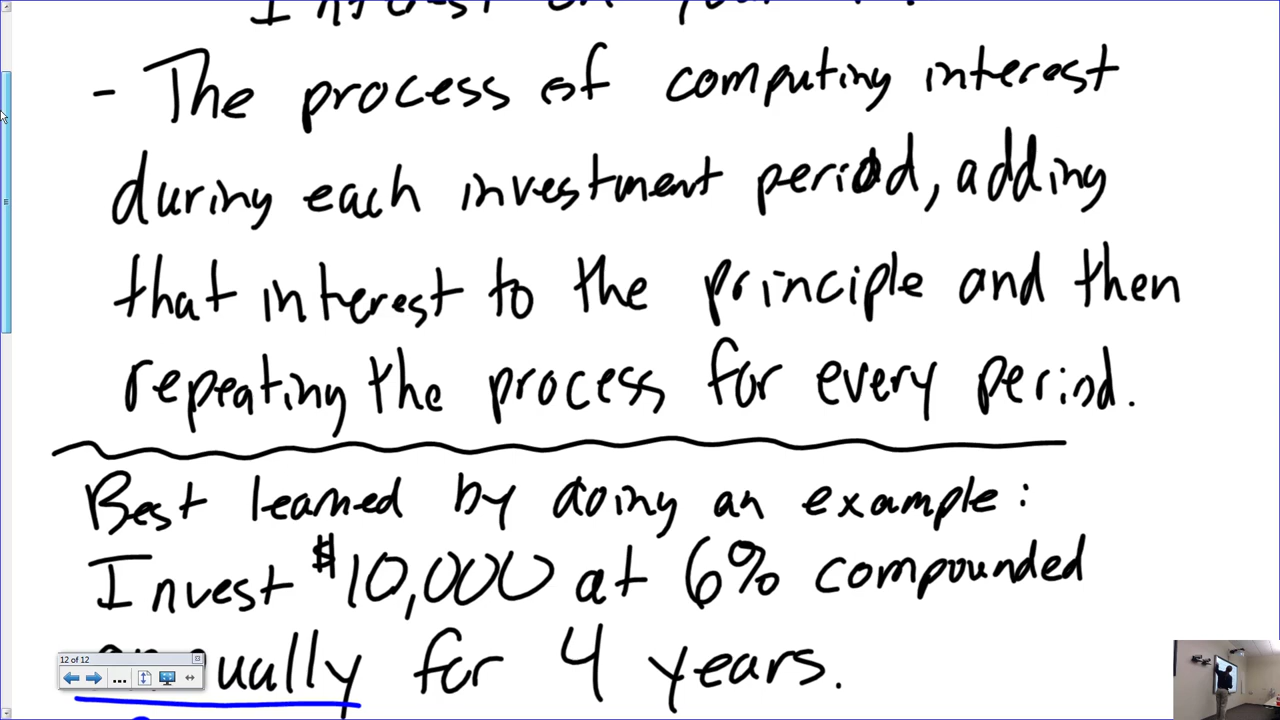 - The process of computing interest
during each investment period, adding
that interest to the principle and then
repeating the process for every period.
Best learned by doing an example:
Invest $10,000 at 6% compounded
12 of 12
for 4 years.